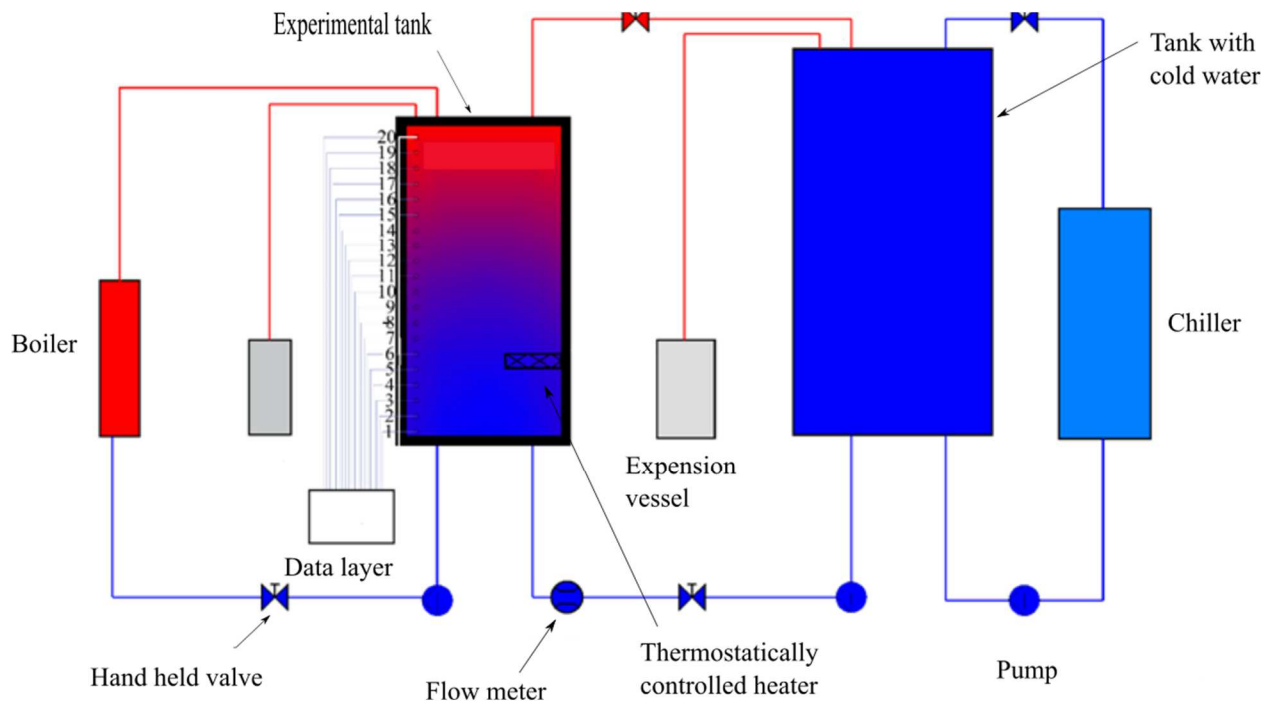 Experimental tank
Tank with
cold water
20
19
18
17
16
15
14
13
12
11
10
9
8
7
6
5
4
3
2
1
Boiler
Chiller
Expension
vessel
Data layer
Hand held valve
Flow meter
Thermostatically
controlled heater
Pump